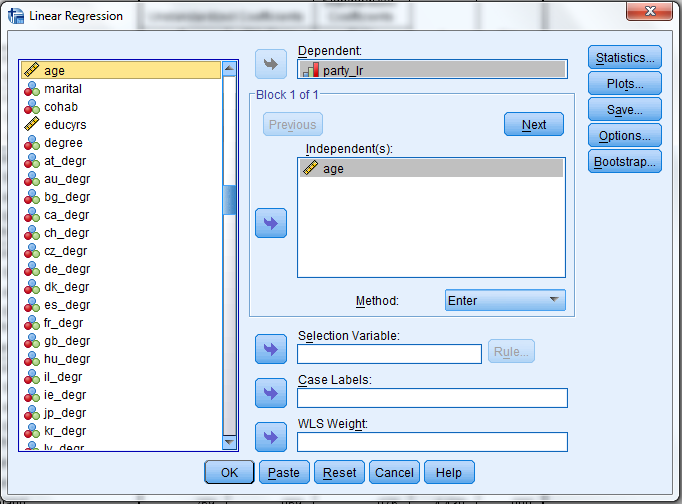 Linear Regression
age
marital
cohab
educyrs
degree
at_degr
au_degr
bg_degr
ca_degr
ch_degr
cz_degr
de_degr
dk_degr
es_degr
fr_degr
gb_degr
hu_degr
il_degr
ie_degr
jp_degr
kr_degr
lv_degr
Dependent:
party_lr
Block 1 of 1
Previous
Next
Independent(s):
age
Method:
Enter
Selection Variable:
Rule...
Case Labels:
WLS Weight:
Statistics...
Plots...
Save...
Options...
Bootstrap...
OK
Paste
Reset
Cancel
Help